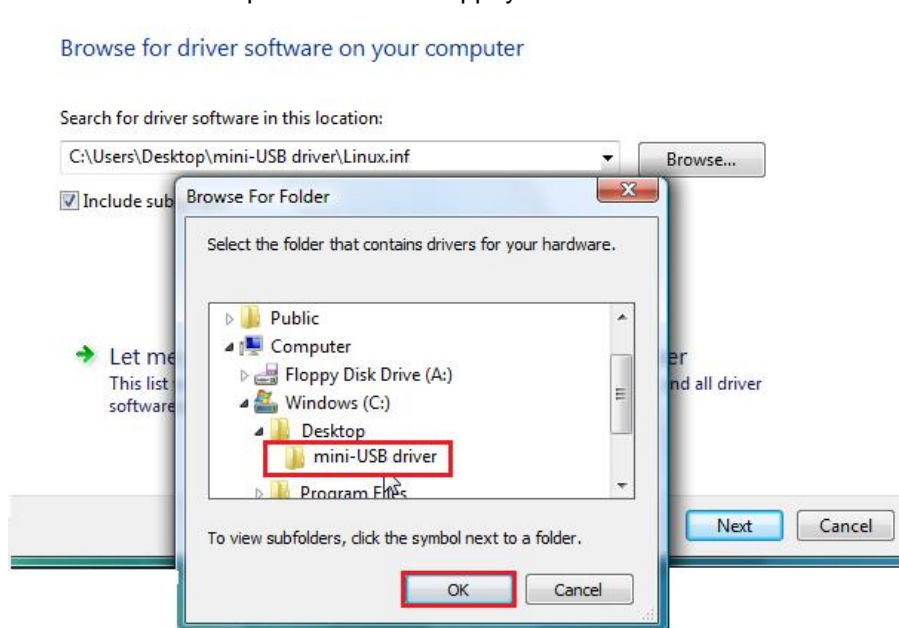 Browse for driver software on your computer
Search for driver software in this location:
C:\Users\Desktop\mini-USB driver\Linux.inf
Browse...
Include sub
Browse For Folder
X
Select the folder that contains drivers for your hardware.
Public
Computer
Floppy Disk Drive (A:)
Windows (C:)
Desktop
mini-USB driver
Program Files
Let me
er
This list
nd all driver
software
To view subfolders, click the symbol next to a folder.
OK
Cancel
Next
Cancel